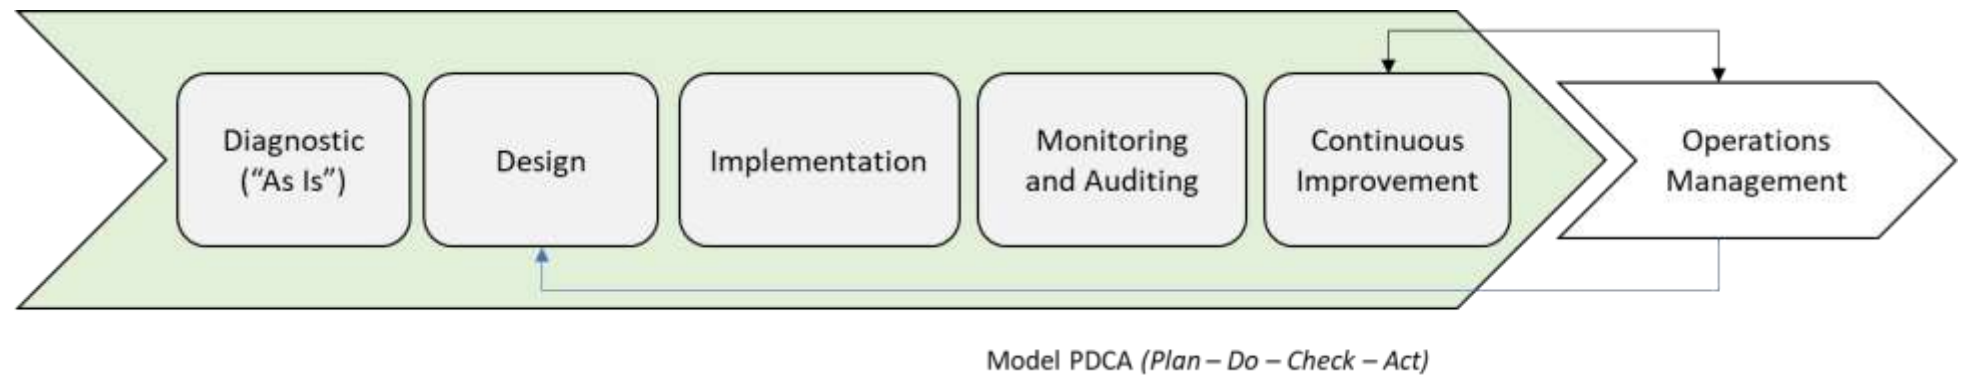 Diagnostic
(“As Is”)
Design
Implementation
Monitoring
and Auditing
Continuous
Improvement
Operations
Management
Model PDCA (Plan – Do – Check – Act)